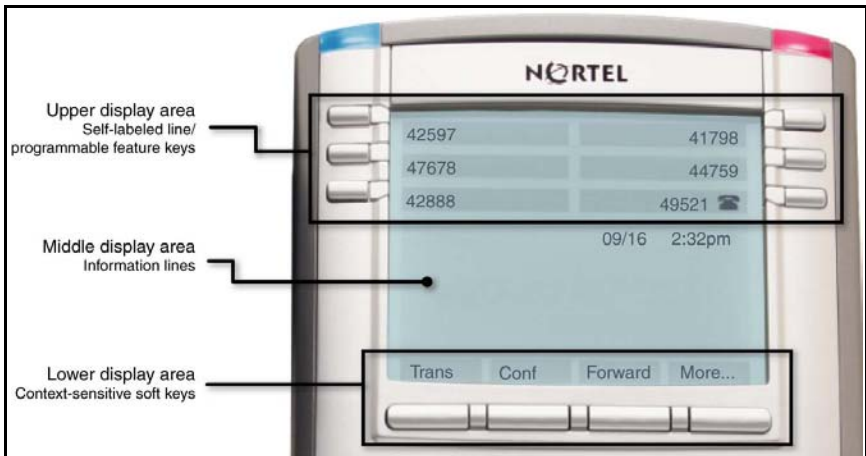 NORTEL
Upper display area
Self-labeled line/
programmable feature keys
42597 41798
47678 44759
42888 49521
09/16 2:32pm
Middle display area
Information lines
Trans Conf Forward More...
Lower display area
Context-sensitive soft keys